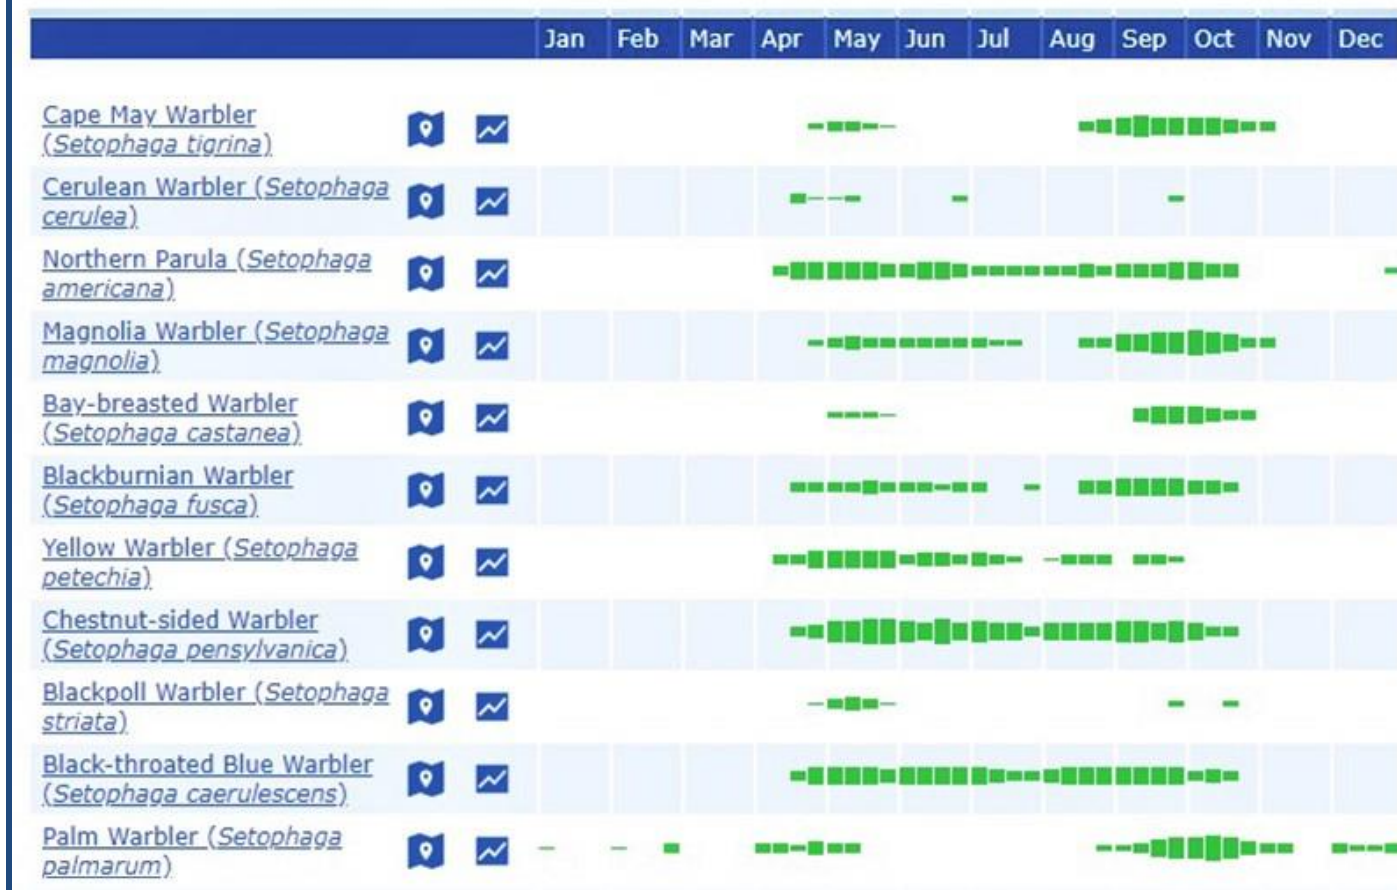 Jan Feb Mar Apr May Jun Jul Aug Sep Oct Nov Dec
Cape May Warbler
(Setophaga tigrina)
Cerulean Warbler (Setophaga
cerulea)
Northern Parula (Setophaga
americana)
Magnolia Warbler (Setophaga
magnolia)
Bay-breasted Warbler
(Setophaga castanea)
Blackburnian Warbler
(Setophaga fusca)
Yellow Warbler (Setophaga
petechia)
Chestnut-sided Warbler
(Setophaga pensylvanica)
Blackpoll Warbler (Setophaga
striata)
Black-throated Blue Warbler
(Setophaga caerulescens)
Palm Warbler (Setophaga
palmarum)